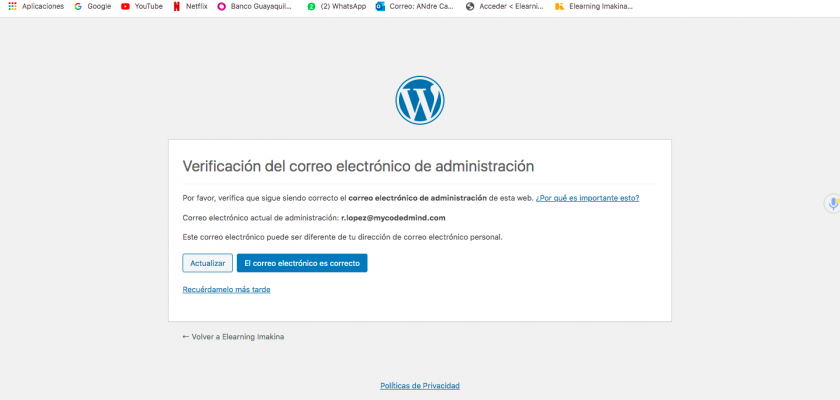 Aplicaciones Google YouTube Netflix Banco Guayaquil... (2) WhatsApp Correo: ANdre Ca... Acceder < Elearni... Elearning Imakina...
Verificación del correo electrónico de administración
Por favor, verifica que sigue siendo correcto el correo electrónico de administración de esta web. ¿Por qué es importante esto?
Correo electrónico actual de administración: r.lopez@mycodedmind.com
Este correo electrónico puede ser diferente de tu dirección de correo electrónico personal.
Actualizar El correo electrónico es correcto
Recuérdamelo más tarde
← Volver a Elearning Imakina
Políticas de Privacidad